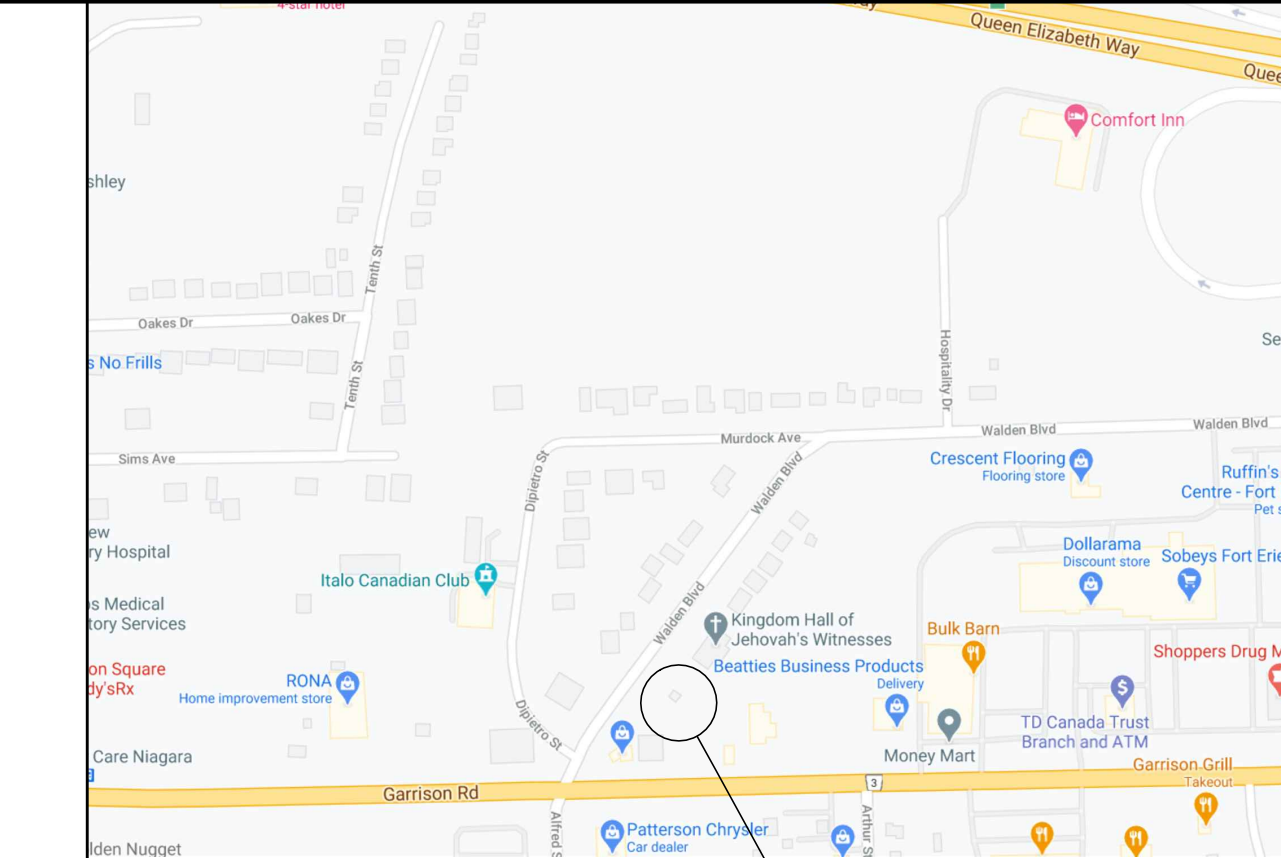 4-star hotel
Queen Elizabeth Way
Comfort Inn
shley
Tenth St
Oakes Dr
Oakes Dr
s No Frills
Tenth St
Hospitality Dr
Se
Sims Ave
Murdock Ave
Walden Blvd
Walden Blvd
Dipietro St
Walden Blvd
Crescent Flooring
Flooring store
Ruffin's
Centre - Fort
Pet s
ew
ry Hospital
Dollarama
Discount store
Sobeys Fort Erie
Italo Canadian Club
s Medical
tory Services
Walden Blvd
Kingdom Hall of
Jehovah's Witnesses
Bulk Barn
Shoppers Drug M
on Square
dy'sRx
RONA
Home improvement store
Beatties Business Products
Delivery
Dipietro St
TD Canada Trust
Branch and ATM
Care Niagara
Money Mart
Garrison Grill
Takeout
Garrison Rd
3
Alfred S
Arthur St
Patterson Chrysler
Car dealer
lden Nugget